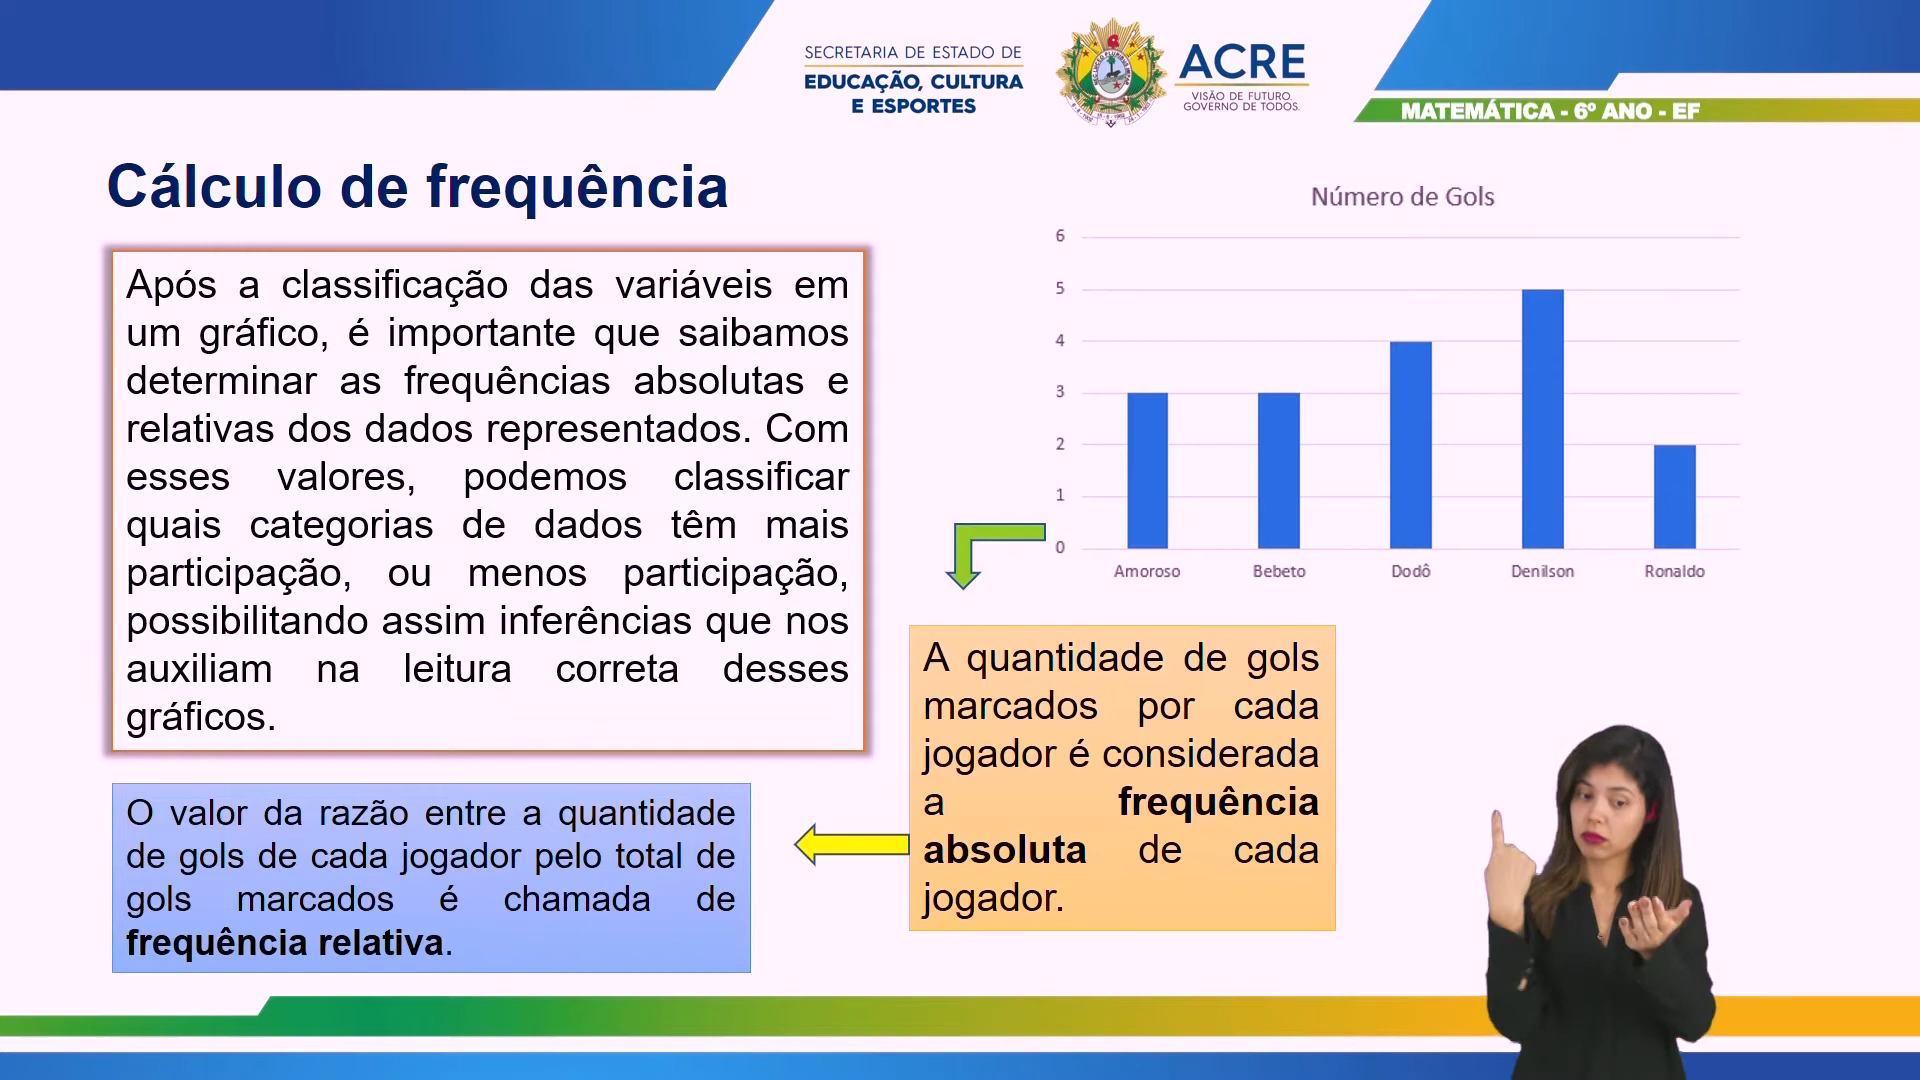 SECRETARIA DE ESTADO DE
EDUCAÇÃO, CULTURA
E ESPORTES
ACRE
VISÃO DE FUTURO.
GOVERNO DE TODOS.
MATEMÁTICA - 6º ANO - EF
Cálculo de frequência
Após a classificação das variáveis em
um gráfico, é importante que saibamos
determinar as frequências absolutas e
relativas dos dados representados. Com
esses valores, podemos classificar
quais categorias de dados têm mais
participação, ou menos participação,
possibilitando assim inferências que nos
auxiliam na leitura correta desses
gráficos.
Número de Gols
6
5
4
3
2
1
0
Amoroso Bebeto Dodô Denilson Ronaldo
A quantidade de gols
marcados por cada
jogador é considerada
a frequência
absoluta de cada
jogador.
O valor da razão entre a quantidade
de gols de cada jogador pelo total de
gols marcados é chamada de
frequência relativa.